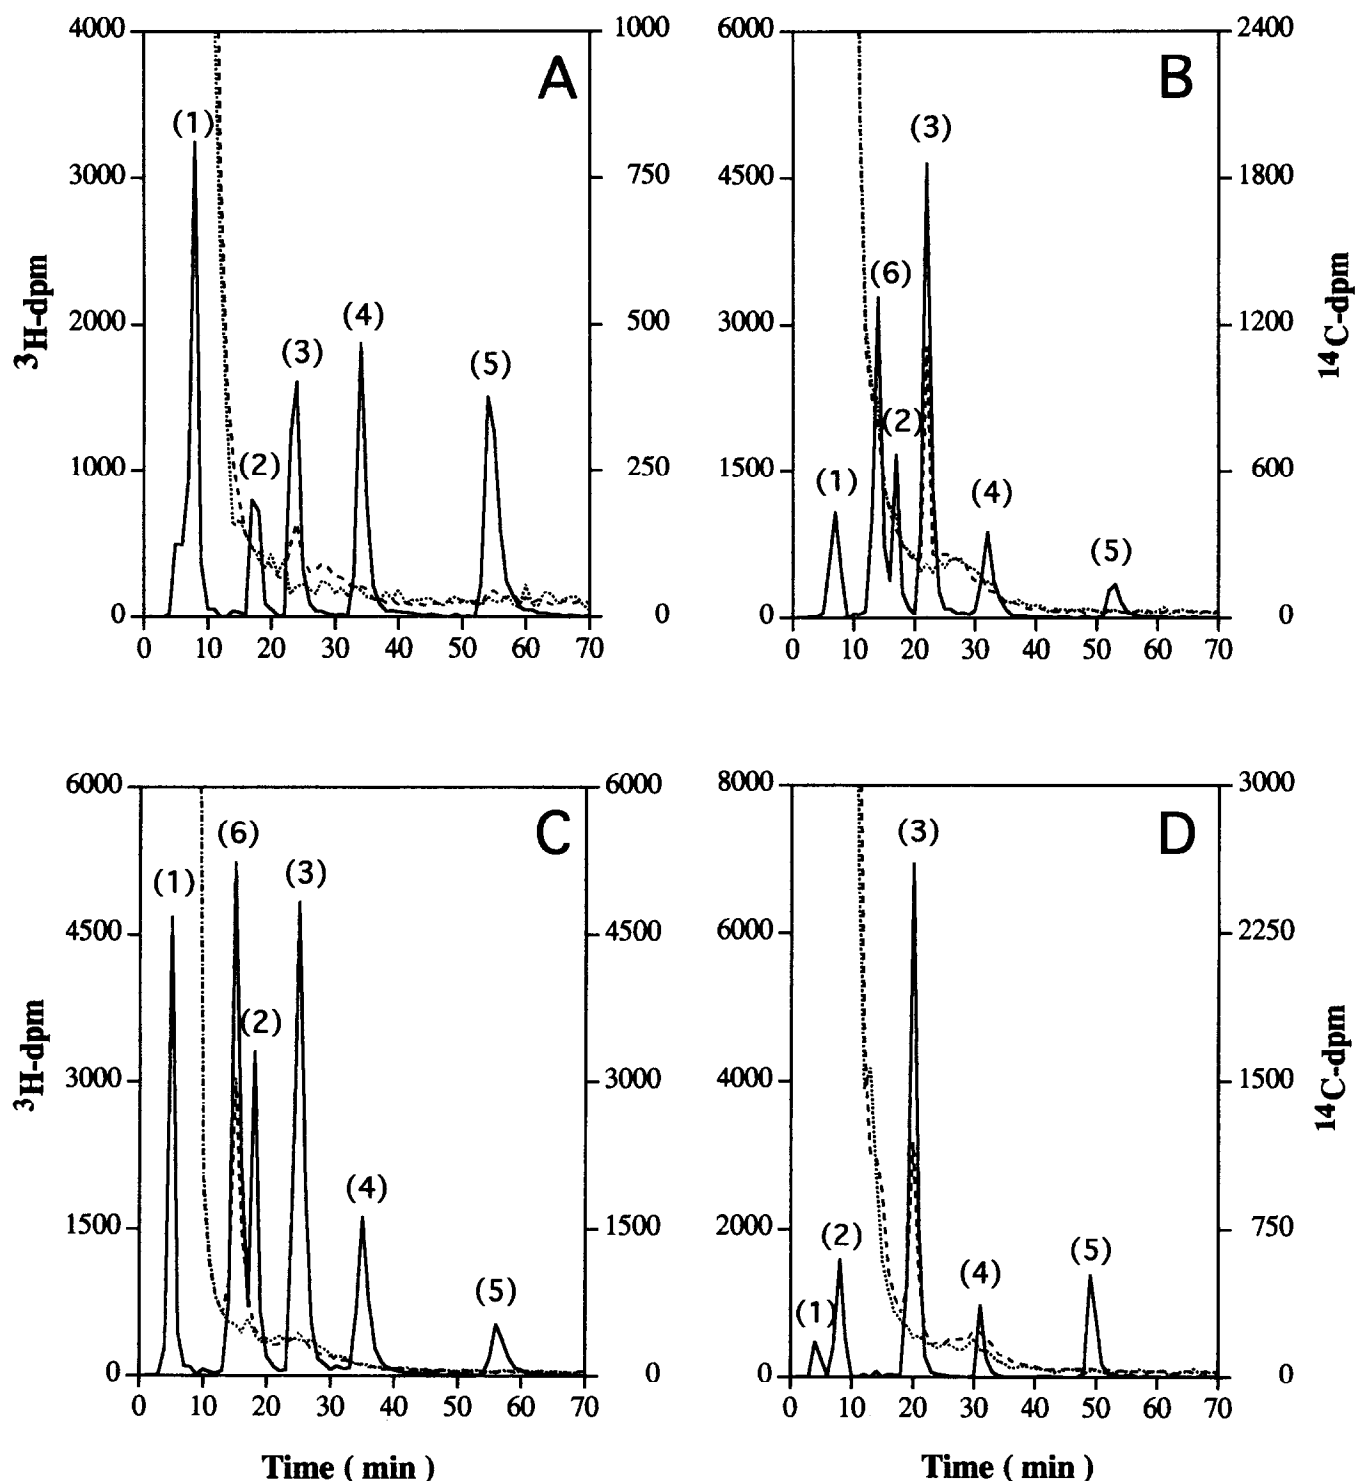 4000 1000 6000 2400
A B
(1) (3)
3000 750 4500 1800
(6)
(4)
2000 500 3000 1200
(3) (5)
(2)
(2) (1) (4)
1000 250 1500 600
(5)
0 0 0 0
0 10 20 30 40 50 60 70
0 10 20 30 40 50 60 70
³H-dpm
¹⁴C-dpm
6000 6000 8000 3000
C D
(6) (3)
(1) (3)
4500 4500 6000 2250
(2)
3000 3000 4000 1500
(4)
1500 1500 2000 750
(2) (5)
(5) (4)
(1)
0 0 0 0
0 10 20 30 40 50 60 70
0 10 20 30 40 50 60 70
³H-dpm
¹⁴C-dpm
Time ( min )
Time ( min )